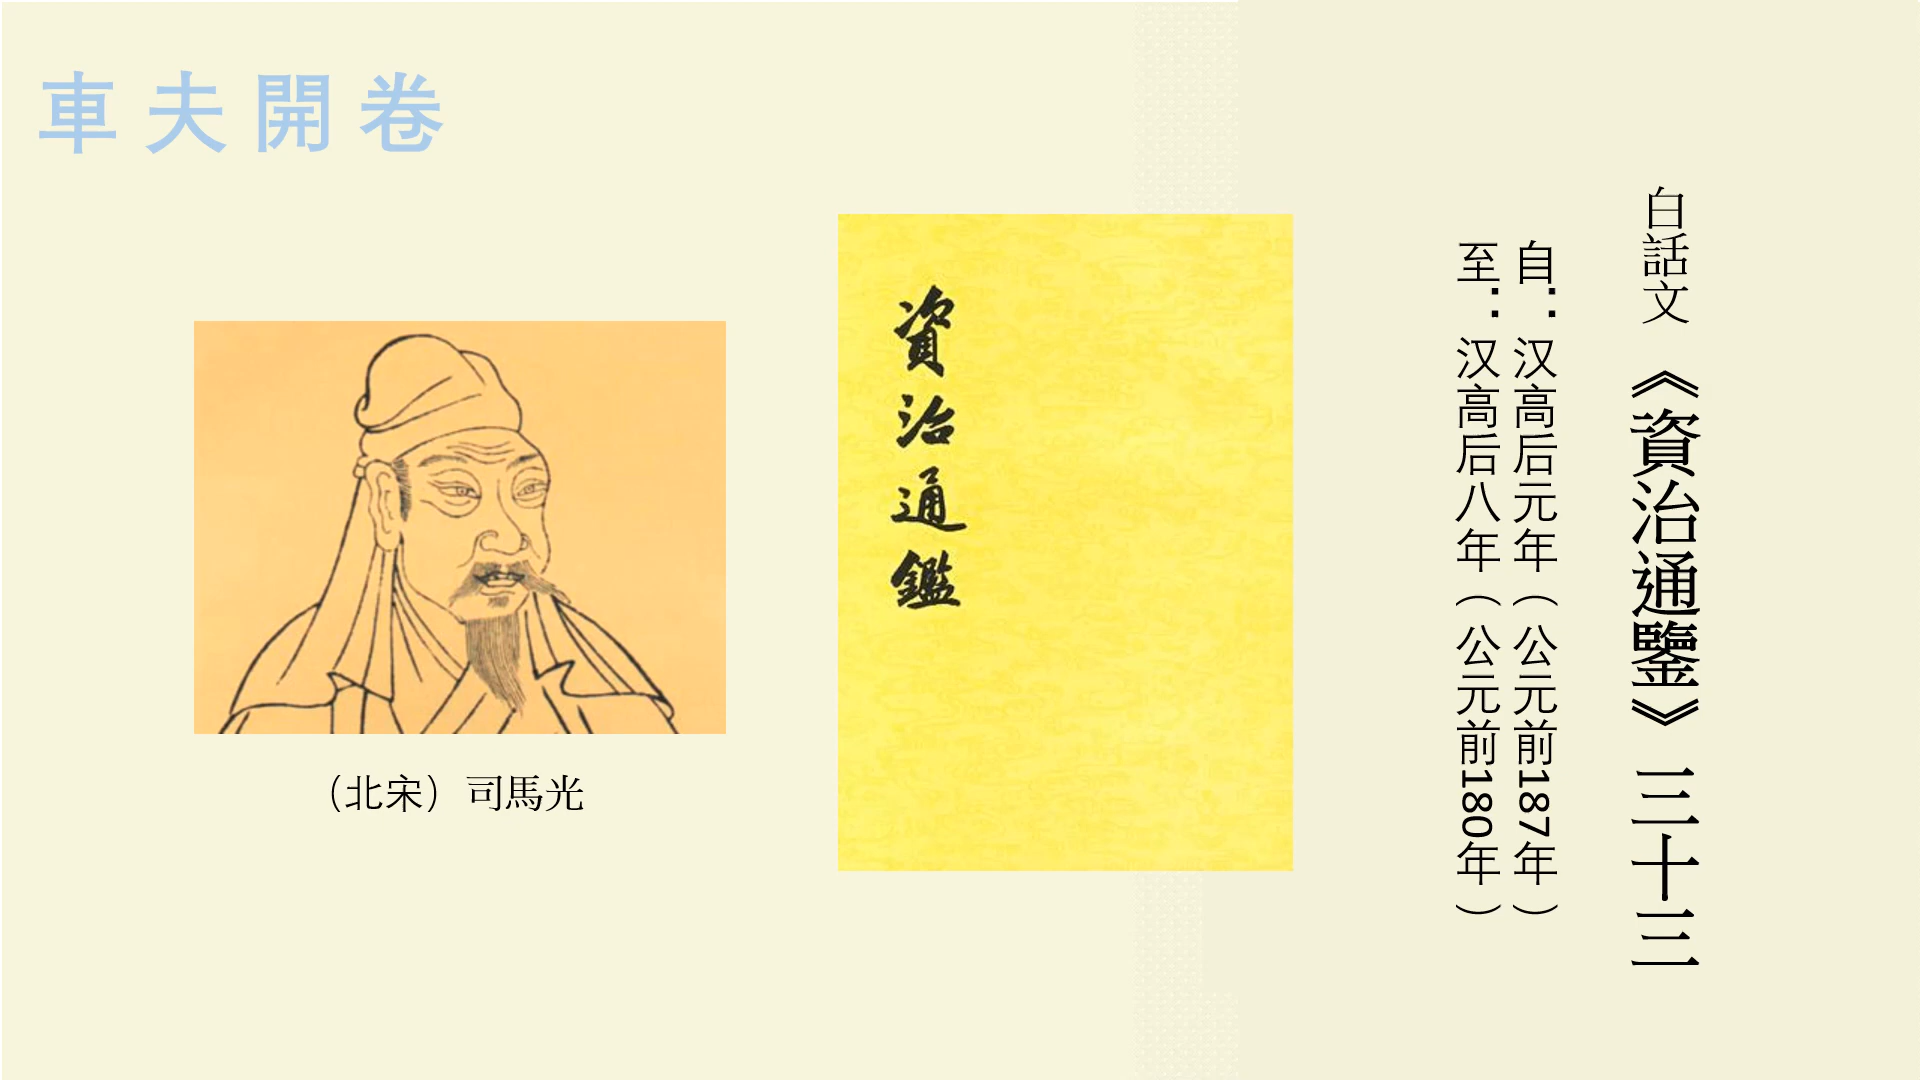 車夫開卷
白話文 《資治通鑒》三十三
自：汉高后元年（公元前187年）
至：汉高后八年（公元前180年）
資治通鑑
（北宋）司馬光